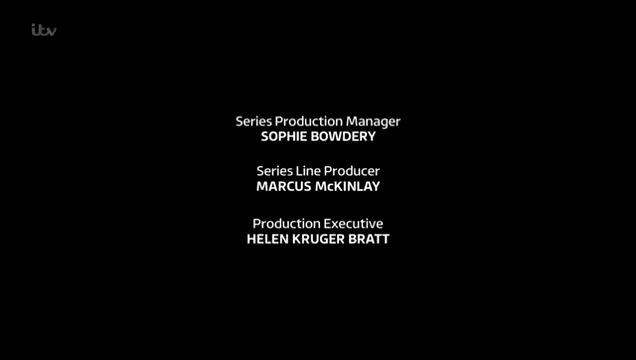 itv
Series Production Manager
SOPHIE BOWDERY
Series Line Producer
MARCUS McKINLAY
Production Executive
HELEN KRUGER BRATT